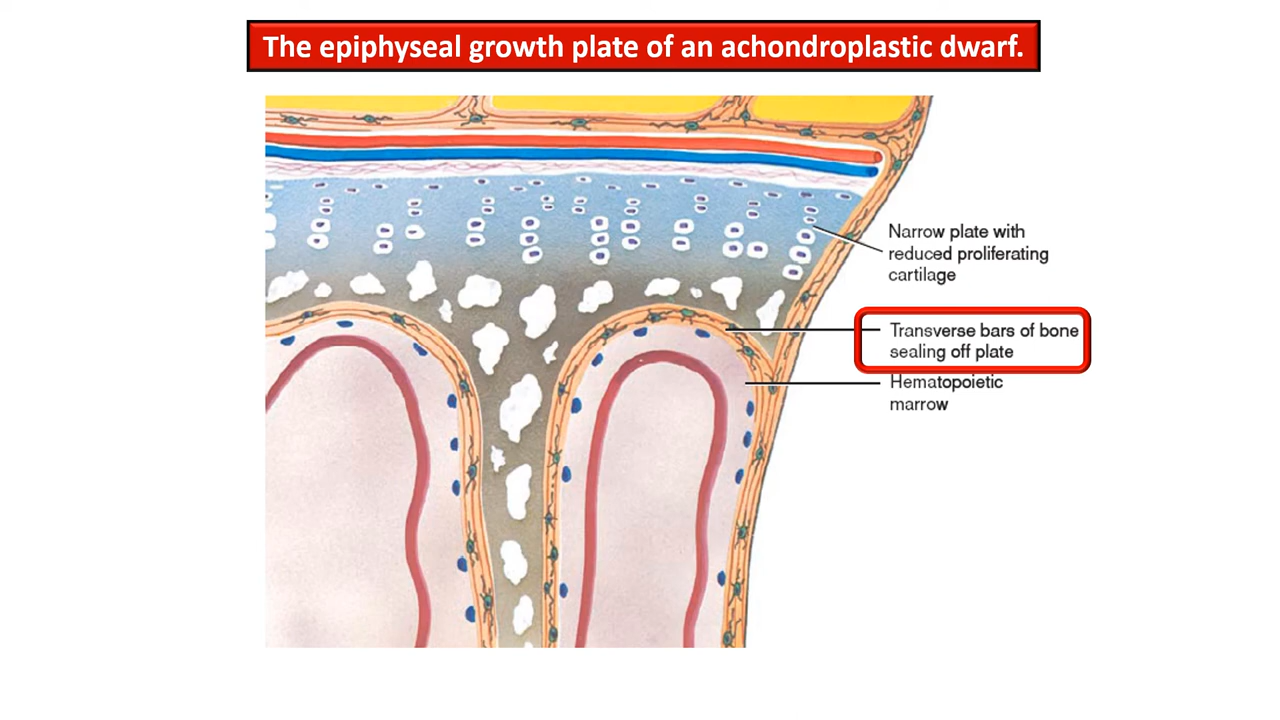 The epiphyseal growth plate of an achondroplastic dwarf.
Narrow plate with
reduced proliferating
cartilage
Transverse bars of bone
sealing off plate
Hematopoietic
marrow